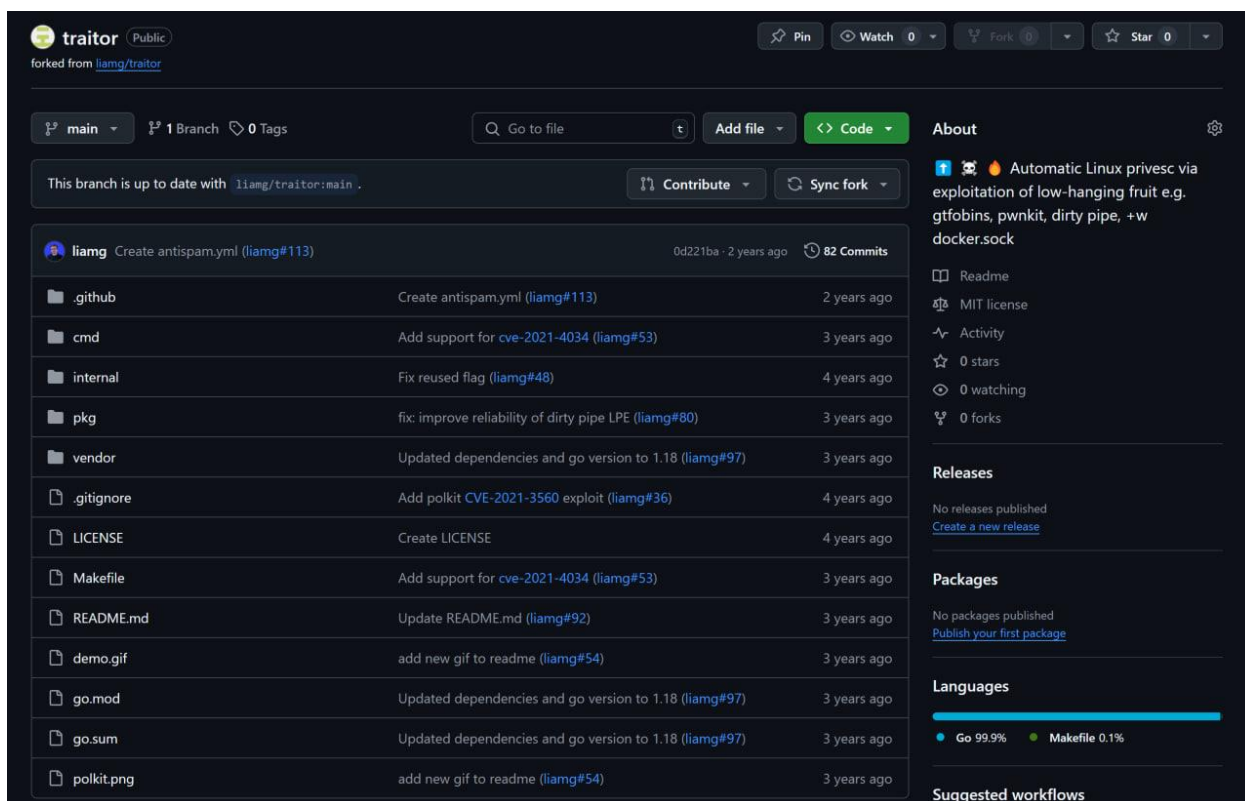 traitor Public
Pin
Watch 0
Fork 0
Star 0
forked from liamg/traitor
main
1 Branch
0 Tags
Go to file
t
Add file
<> Code
This branch is up to date with liamg/traitor:main .
Contribute
Sync fork
liamg Create antispam.yml (liamg#113)
0d221ba · 2 years ago
82 Commits
.github Create antispam.yml (liamg#113) 2 years ago
cmd Add support for cve-2021-4034 (liamg#53) 3 years ago
internal Fix reused flag (liamg#48) 4 years ago
pkg fix: improve reliability of dirty pipe LPE (liamg#80) 3 years ago
vendor Updated dependencies and go version to 1.18 (liamg#97) 3 years ago
.gitignore Add polkit CVE-2021-3560 exploit (liamg#36) 4 years ago
LICENSE Create LICENSE 4 years ago
Makefile Add support for cve-2021-4034 (liamg#53) 3 years ago
README.md Update README.md (liamg#92) 3 years ago
demo.gif add new gif to readme (liamg#54) 3 years ago
go.mod Updated dependencies and go version to 1.18 (liamg#97) 3 years ago
go.sum Updated dependencies and go version to 1.18 (liamg#97) 3 years ago
polkit.png add new gif to readme (liamg#54) 3 years ago
About
⬆️ ☠️ 🔥 Automatic Linux privesc via
exploitation of low-hanging fruit e.g.
gtfobins, pwnkit, dirty pipe, +w
docker.sock
Readme
MIT license
Activity
0 stars
0 watching
0 forks
Releases
No releases published
Create a new release
Packages
No packages published
Publish your first package
Languages
Go 99.9%
Makefile 0.1%
Suggested workflows